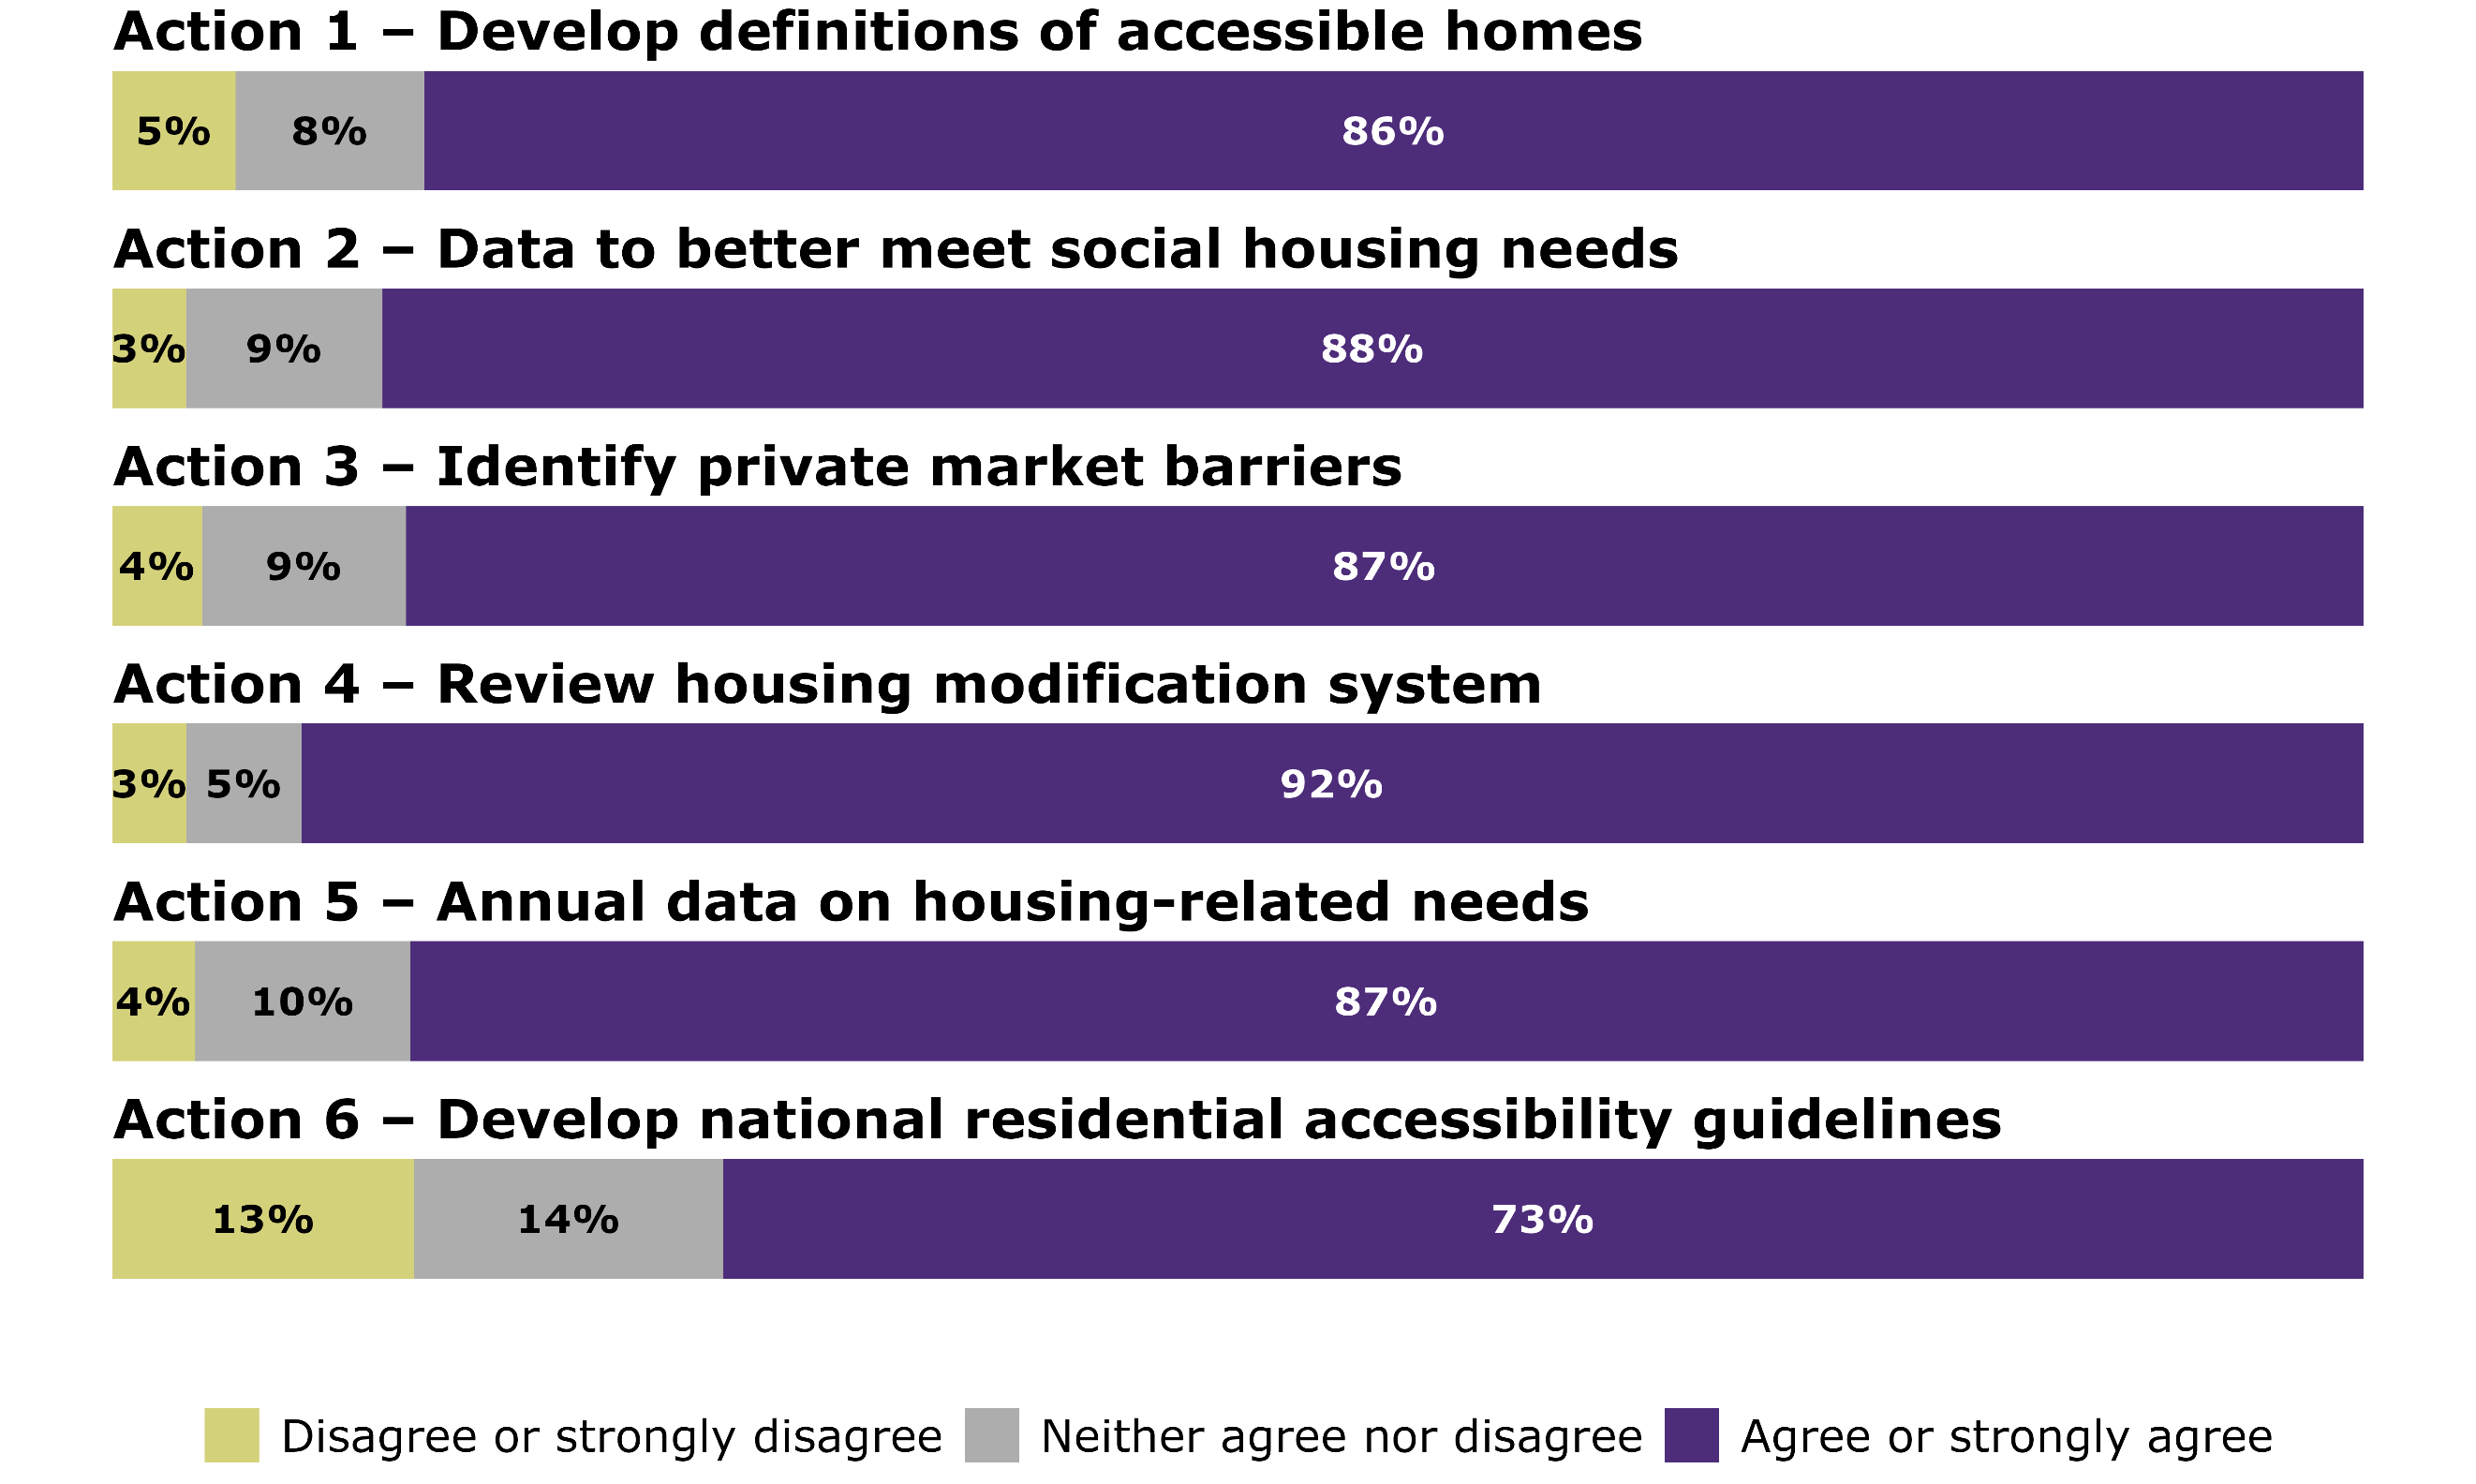 Action 1 – Develop definitions of accessible homes
5% 8% 86%
Action 2 – Data to better meet social housing needs
3% 9% 88%
Action 3 – Identify private market barriers
4% 9% 87%
Action 4 – Review housing modification system
3% 5% 92%
Action 5 – Annual data on housing-related needs
4% 10% 87%
Action 6 – Develop national residential accessibility guidelines
13% 14% 73%
Disagree or strongly disagree Neither agree nor disagree Agree or strongly agree